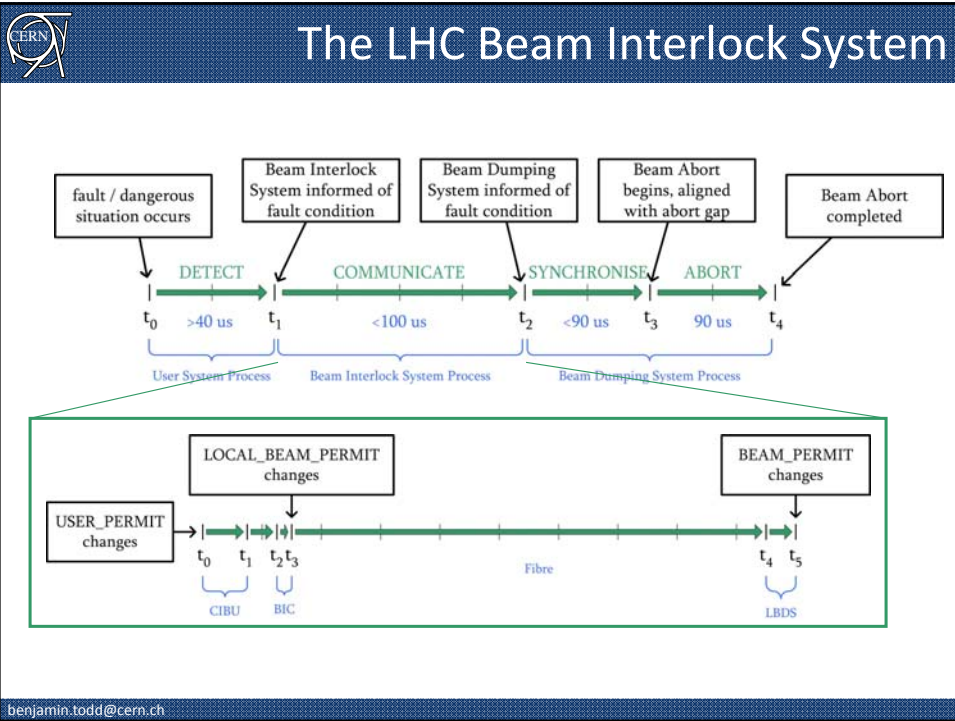 CERN
The LHC Beam Interlock System
fault / dangerous
situation occurs
Beam Interlock
System informed of
fault condition
Beam Dumping
System informed of
fault condition
Beam Abort
begins, aligned
with abort gap
Beam Abort
completed
DETECT
COMMUNICATE
SYNCHRONISE
ABORT
t0
>40 us
t1
<100 us
t2
<90 us
t3
90 us
t4
User System Process
Beam Interlock System Process
Beam Dumping System Process
LOCAL_BEAM_PERMIT
changes
BEAM_PERMIT
changes
USER_PERMIT
changes
t0
t1
t2
t3
t4
t5
Fibre
CIBU
BIC
LBDS
benjamin.todd@cern.ch